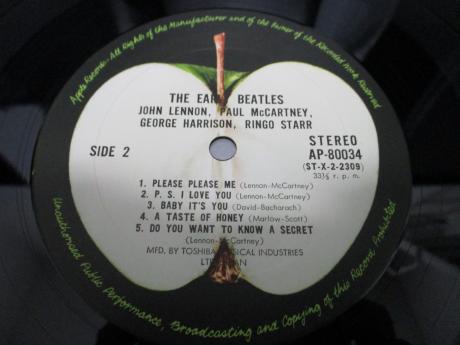 Apple Records - All Rights of the Manufacturer and of the Owner of the Recorded Work Reserved
THE EARLY BEATLES
JOHN LENNON, PAUL McCARTNEY,
GEORGE HARRISON, RINGO STARR
SIDE 2
STEREO
AP-80034
(ST-X-2-2309)
33⅓ r. p. m.
1. PLEASE PLEASE ME (Lennon-McCartney)
2. P. S. I LOVE YOU (Lennon-McCartney)
3. BABY IT'S YOU (David-Bacharach)
4. A TASTE OF HONEY (Marlow-Scott)
5. DO YOU WANT TO KNOW A SECRET
(Lennon-McCartney)
MFD. BY TOSHIBA MUSICAL INDUSTRIES
LTD. JAPAN
Unauthorised Public Performance, Broadcasting and Copying of this Record Prohibited